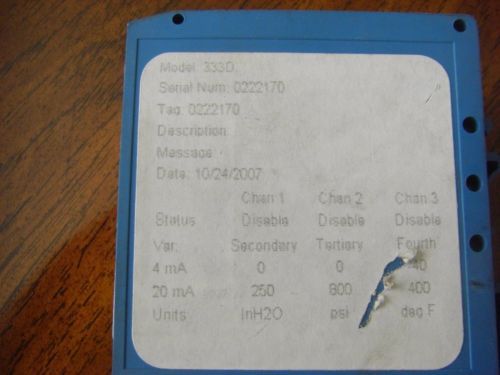 Model: 333D
Serial Num: 0222170
Tag: 0222170
Description:
Message:
Date: 10/24/2007
Chan 1 Chan 2 Chan 3
Status Disable Disable Disable
Var: Secondary Tertiary Fourth
4 mA 0 0 -40
20 mA 250 800 400
Units InH2O psi deg F